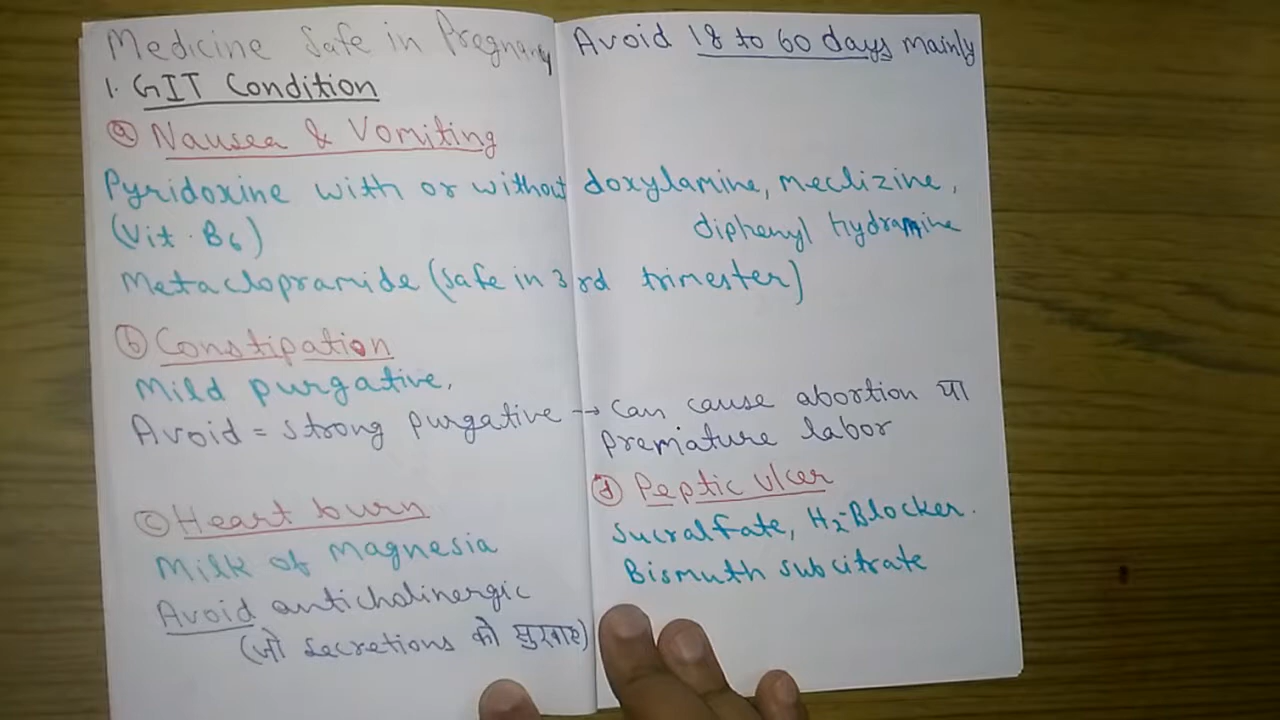 Medicine Safe in Pregnancy
1. GIT Condition
ⓐ Nausea & Vomiting
Pyridoxine with or without doxylamine, meclizine,
(Vit. B6) diphenyl hydramine
Metaclopramide (safe in 3rd trimester)
ⓑ Constipation
Mild purgative,
Avoid = strong purgative → can cause abortion या
premature labor
ⓒ Heart burn
Milk of magnesia
Avoid anticholinergic
(जो secretions को सुखाए)
Avoid 18 to 60 days mainly
ⓓ Peptic ulcer
Sucralfate, H2-Blocker.
Bismuth subcitrate